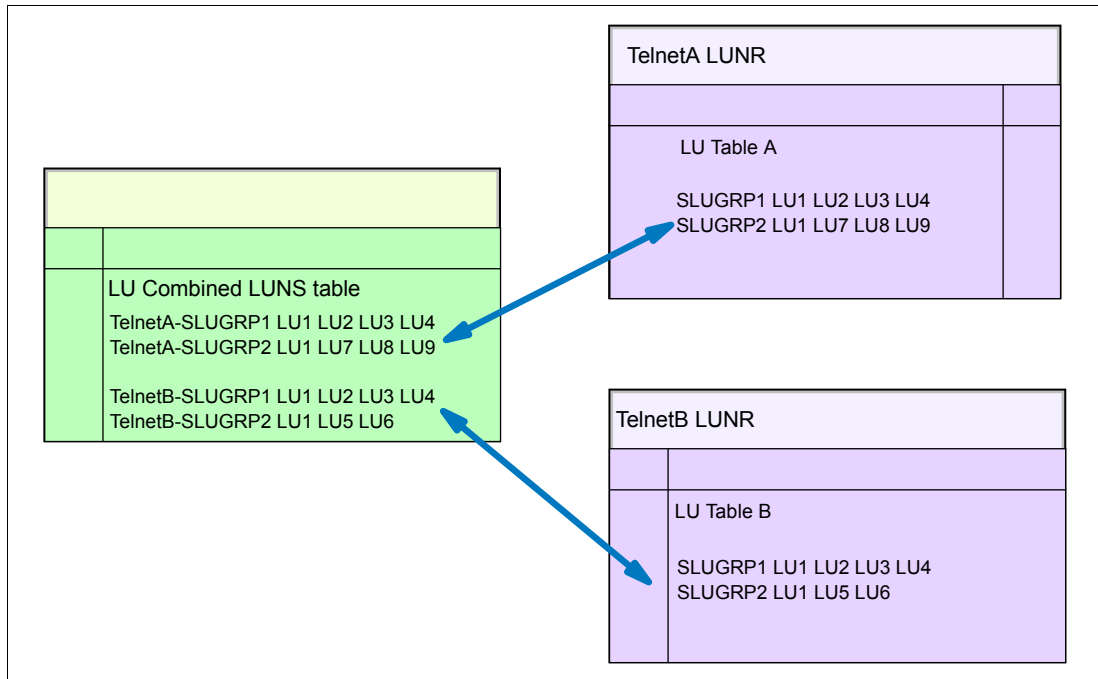 TelnetA LUNR
LU Table A
SLUGRP1 LU1 LU2 LU3 LU4
SLUGRP2 LU1 LU7 LU8 LU9
LU Combined LUNS table
TelnetA-SLUGRP1 LU1 LU2 LU3 LU4
TelnetA-SLUGRP2 LU1 LU7 LU8 LU9
TelnetB-SLUGRP1 LU1 LU2 LU3 LU4
TelnetB-SLUGRP2 LU1 LU5 LU6
TelnetB LUNR
LU Table B
SLUGRP1 LU1 LU2 LU3 LU4
SLUGRP2 LU1 LU5 LU6